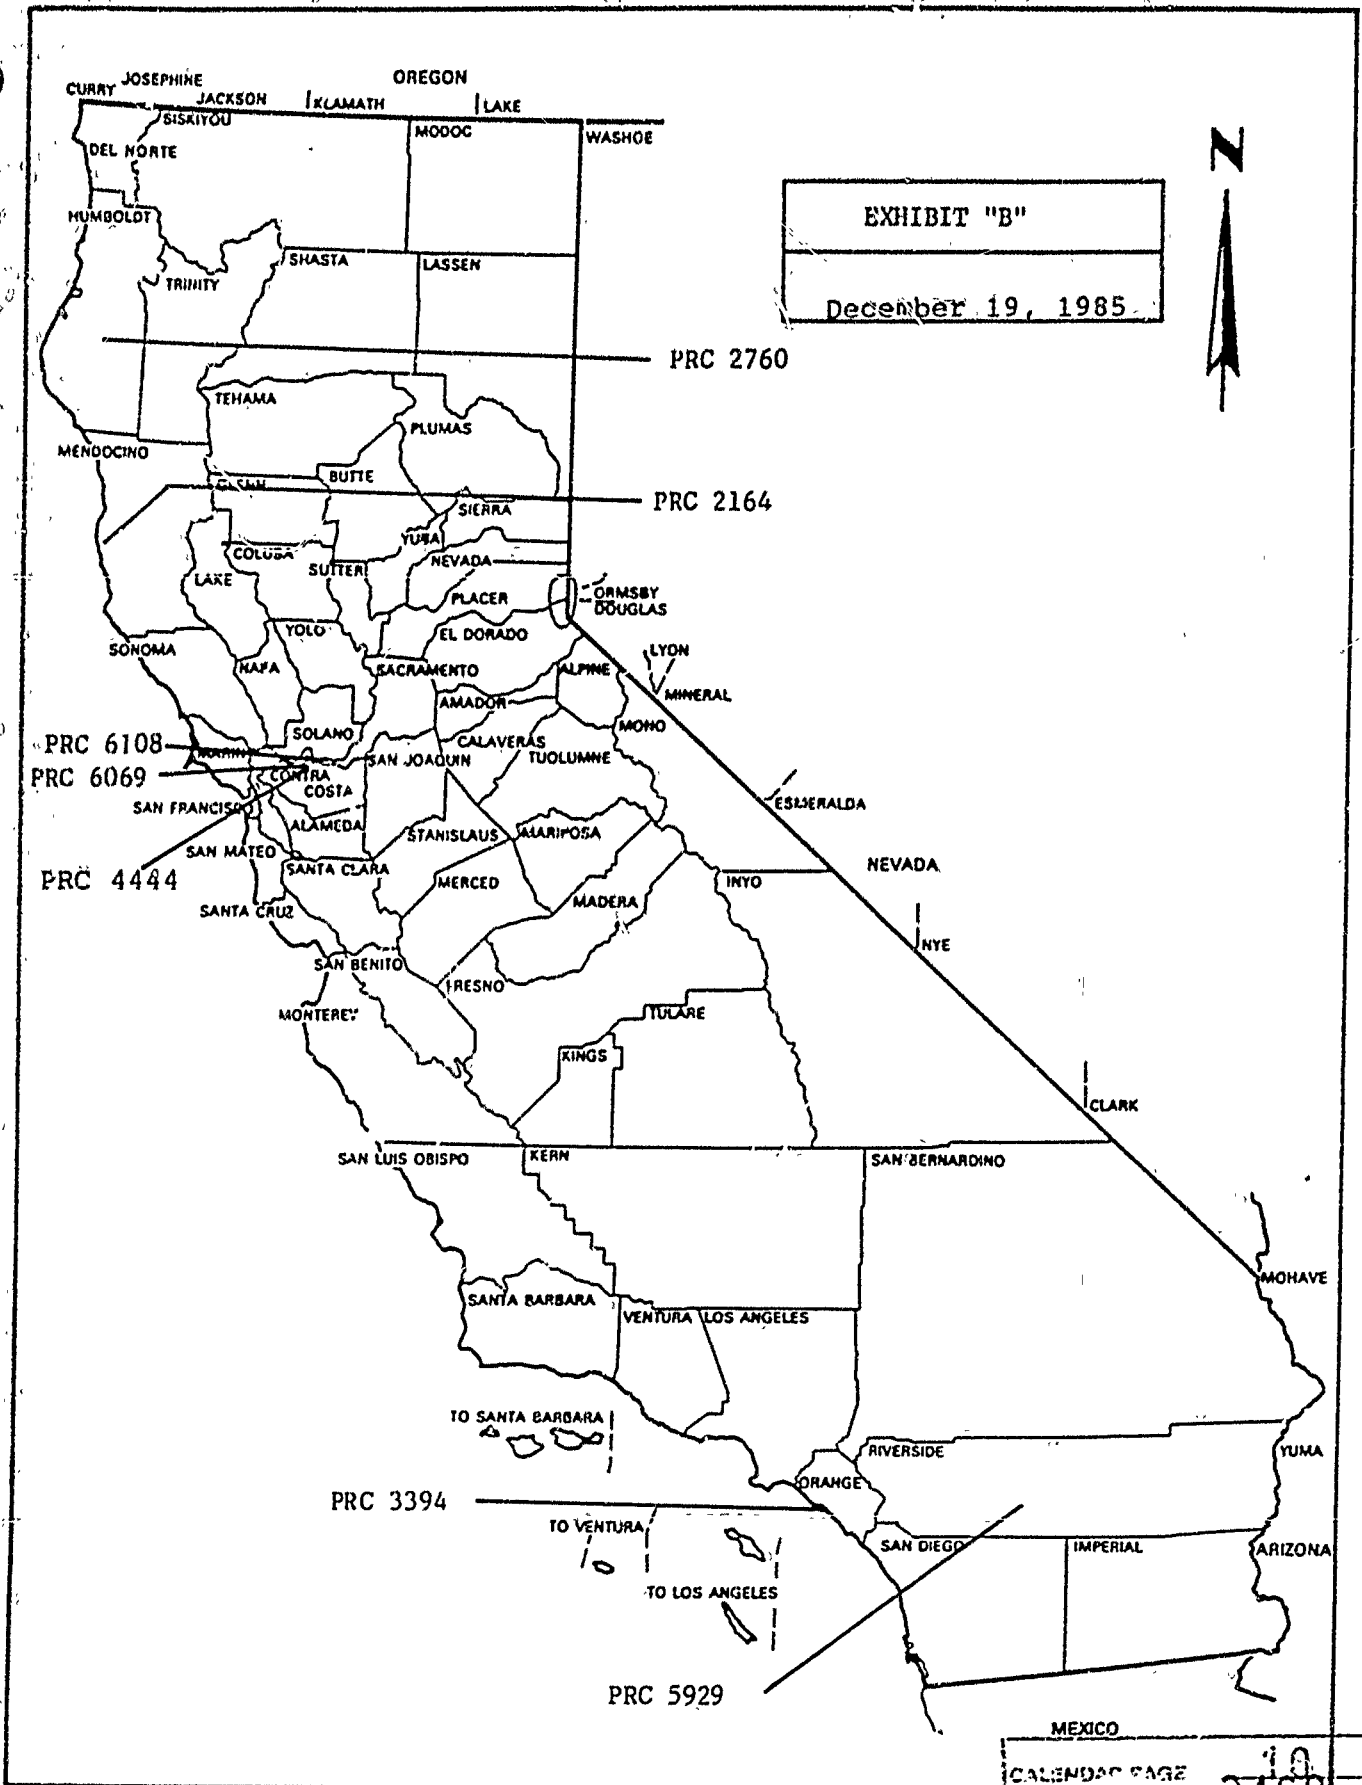 OREGON
CURRY
JOSEPHINE
JACKSON
KLAMATH
LAKE
SISKIYOU
MODOC
WASHOE
DEL NORTE
N
EXHIBIT "B"
December 19, 1985
HUMBOLDT
TRINITY
SHASTA
LASSEN
PRC 2760
TEHAMA
PLUMAS
MENDOCINO
BUTTE
PRC 2164
SIERRA
YUBA
COLUBA
SUTTER
NEVADA
LAKE
PLACER
ORMSBY
DOUGLAS
YOLO
EL DORADO
SONOMA
NAPA
SACRAMENTO
ALPINE
LYON
MINERAL
AMADOR
SOLANO
MONO
PRC 6108
MARIN
CALAVERAS
SAN JOAQUIN
TUOLUMNE
PRC 6069
CONTRA
COSTA
SAN FRANCISCO
ESMERALDA
ALAMEDA
STANISLAUS
MARIPOSA
SAN MATEO
SANTA CLARA
NEVADA
PRC 4444
MERCED
INYO
MADERA
SANTA CRUZ
NYE
SAN BENITO
FRESNO
MONTEREY
TULARE
KINGS
CLARK
SAN LUIS OBISPO
KERN
SAN BERNARDINO
MOHAVE
SANTA BARBARA
VENTURA
LOS ANGELES
TO SANTA BARBARA
RIVERSIDE
YUMA
ORANGE
PRC 3394
TO VENTURA
SAN DIEGO
IMPERIAL
ARIZONA
TO LOS ANGELES
PRC 5929
MEXICO
CALENDAR PAGE 10